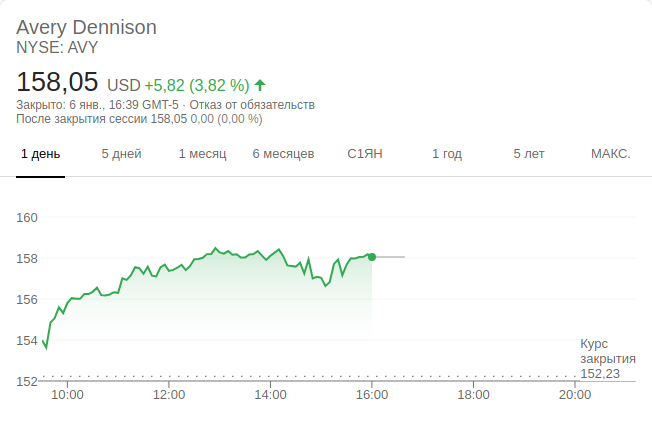 Avery Dennison
NYSE: AVY
158,05 USD +5,82 (3,82 %)
Закрыто: 6 янв., 16:39 GMT-5 · Отказ от обязательств
После закрытия сессии 158,05 0,00 (0,00 %)
1 день 5 дней 1 месяц 6 месяцев С1ЯН 1 год 5 лет МАКС.
160
158
156
154
Курс
закрытия
152,23
152
10:00 12:00 14:00 16:00 18:00 20:00